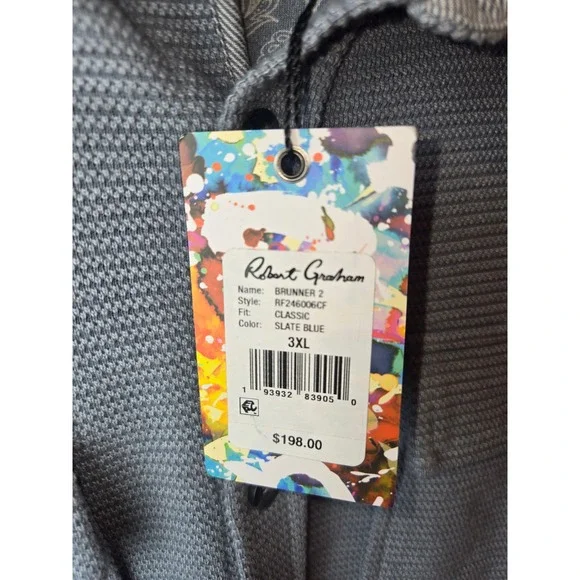 Robert Graham
Name: BRUNNER 2
Style: RF246006CF
Fit: CLASSIC
Color: SLATE BLUE
3XL
1 93932 83905 0
$198.00